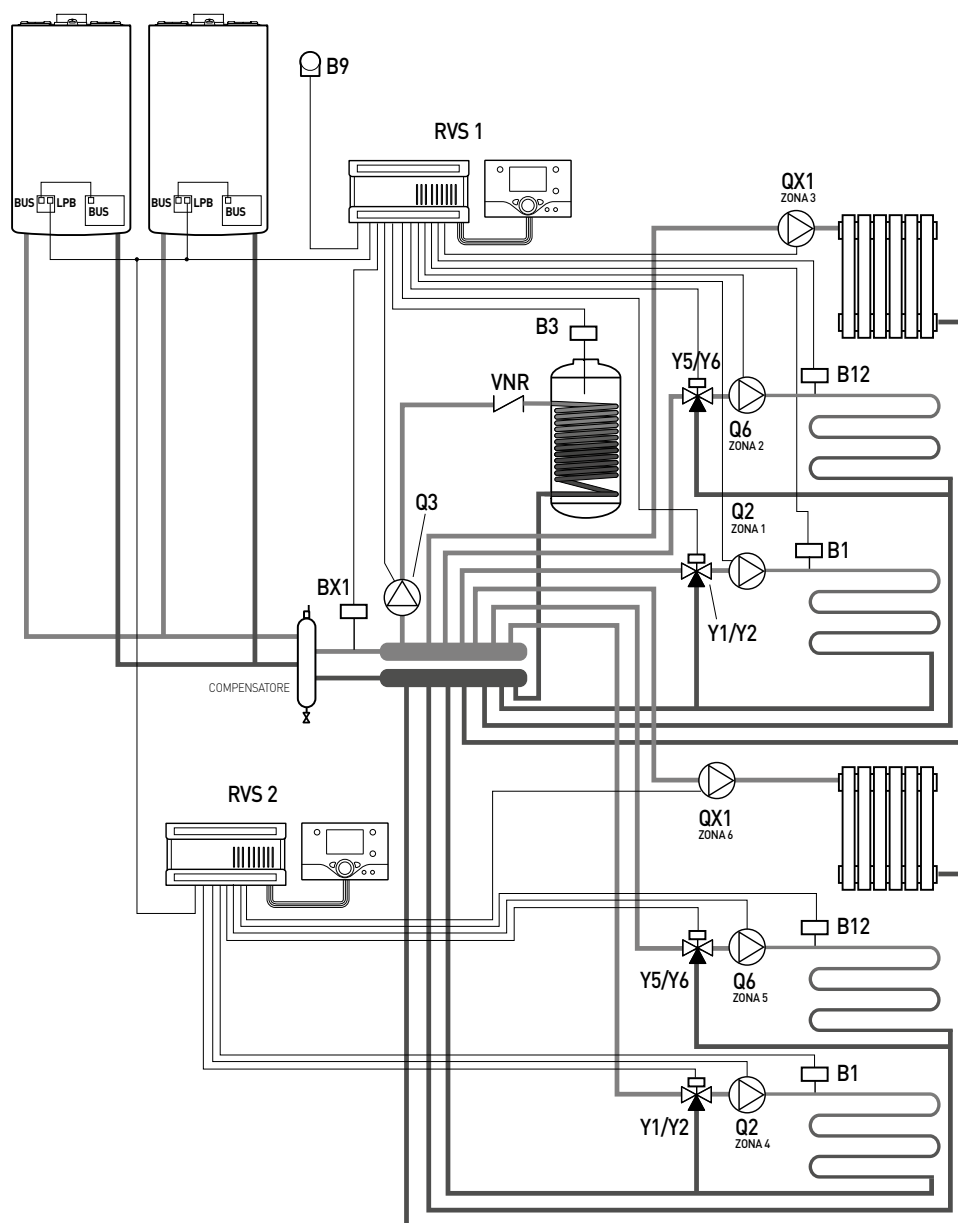 B9
RVS 1
QX1
ZONA 3
BUS
LPB
BUS
BUS
LPB
BUS
B3
Y5/Y6
B12
VNR
Q6
ZONA 2
Q3
Q2
ZONA 1
B1
BX1
Y1/Y2
COMPENSATORE
RVS 2
QX1
ZONA 6
B12
Y5/Y6
Q6
ZONA 5
B1
Y1/Y2
Q2
ZONA 4